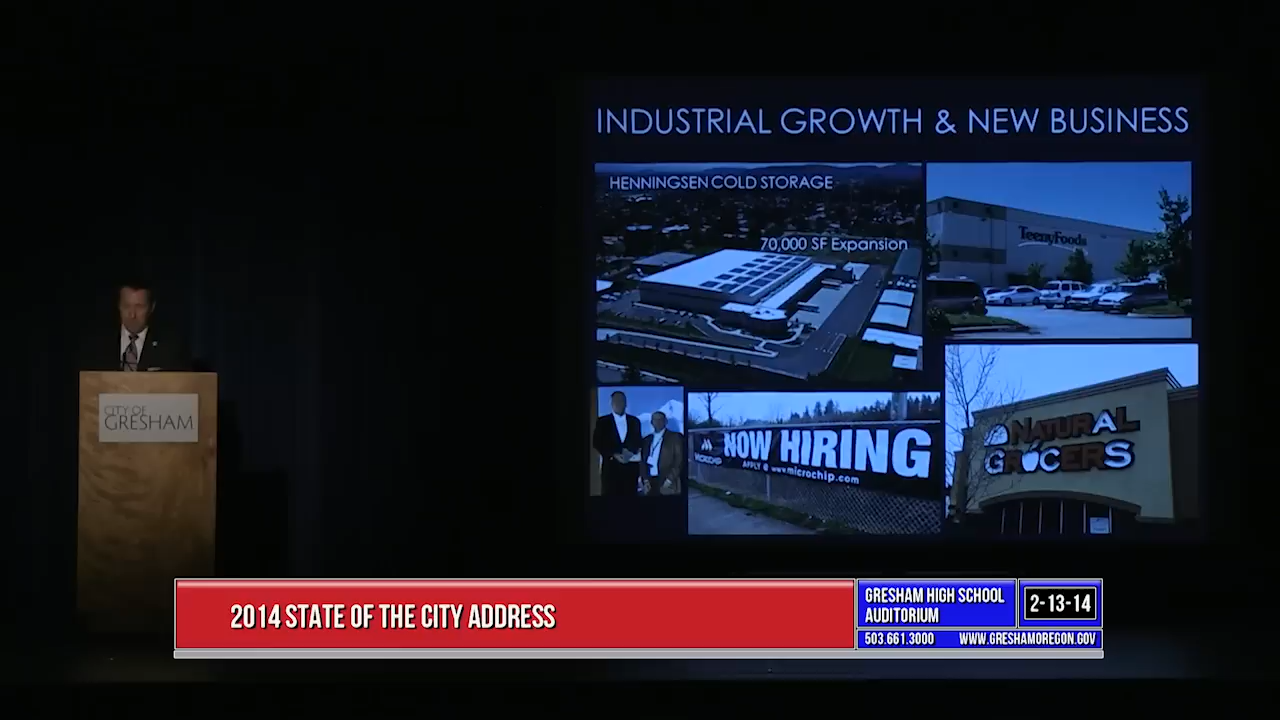 INDUSTRIAL GROWTH & NEW BUSINESS
HENNINGSEN COLD STORAGE
70,000 SF Expansion
TeenyFoods
CITY OF
GRESHAM
NOW HIRING
MICROCHIP
APPLY @ www.microchip.com
NATURAL
GROCERS
2014 STATE OF THE CITY ADDRESS
GRESHAM HIGH SCHOOL
AUDITORIUM
2-13-14
503.661.3000 WWW.GRESHAMOREGON.GOV